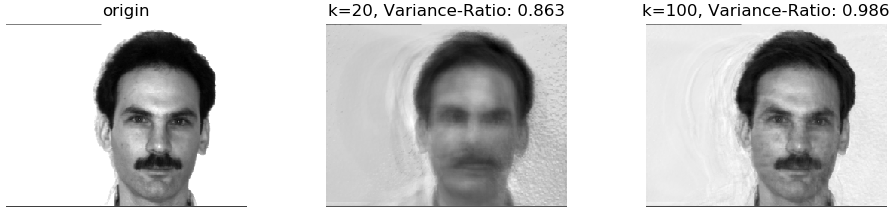 origin
k=20, Variance-Ratio: 0.863
k=100, Variance-Ratio: 0.986